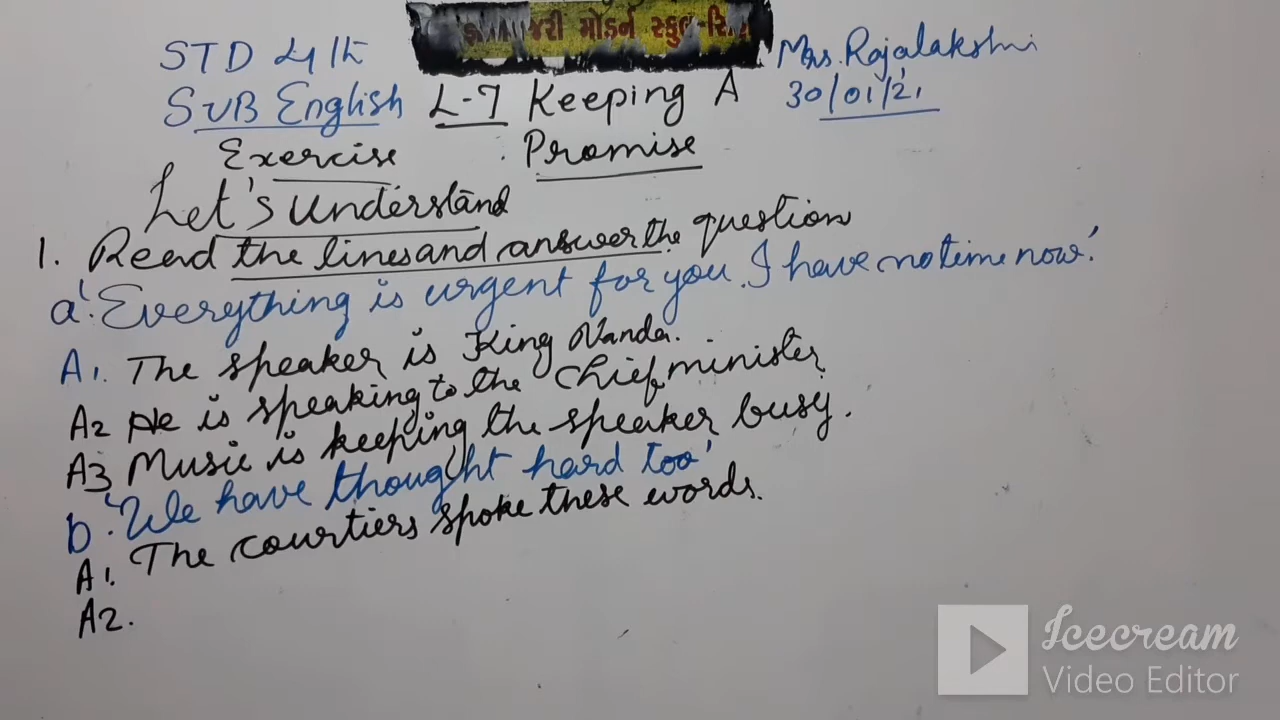 જરી મોડર્ન સ્કુલ-સિ
STD 4th
Mrs. Rajalakshmi
SUB English L-7 Keeping A
30/01/21
Exercise Promise
Let's Understand
1. Read the lines and answer the question
a. 'Everything is urgent for you. I have no time now.'
A1. The speaker is King Nanda.
A2 He is speaking to the Chief minister
A3 Music is keeping the speaker busy.
b. 'We have thought hard too'
A1. The courtiers spoke these words.
A2.
Icecream
Video Editor